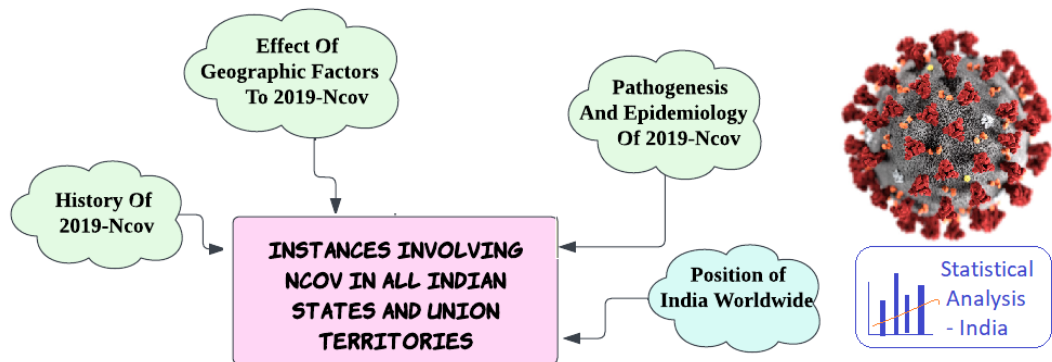 Effect Of
Geographic Factors
To 2019-Ncov
Pathogenesis
And Epidemiology
Of 2019-Ncov
History Of
2019-Ncov
INSTANCES INVOLVING
NCOV IN ALL INDIAN
STATES AND UNION
TERRITORIES
Position of
India Worldwide
Statistical
Analysis
- India